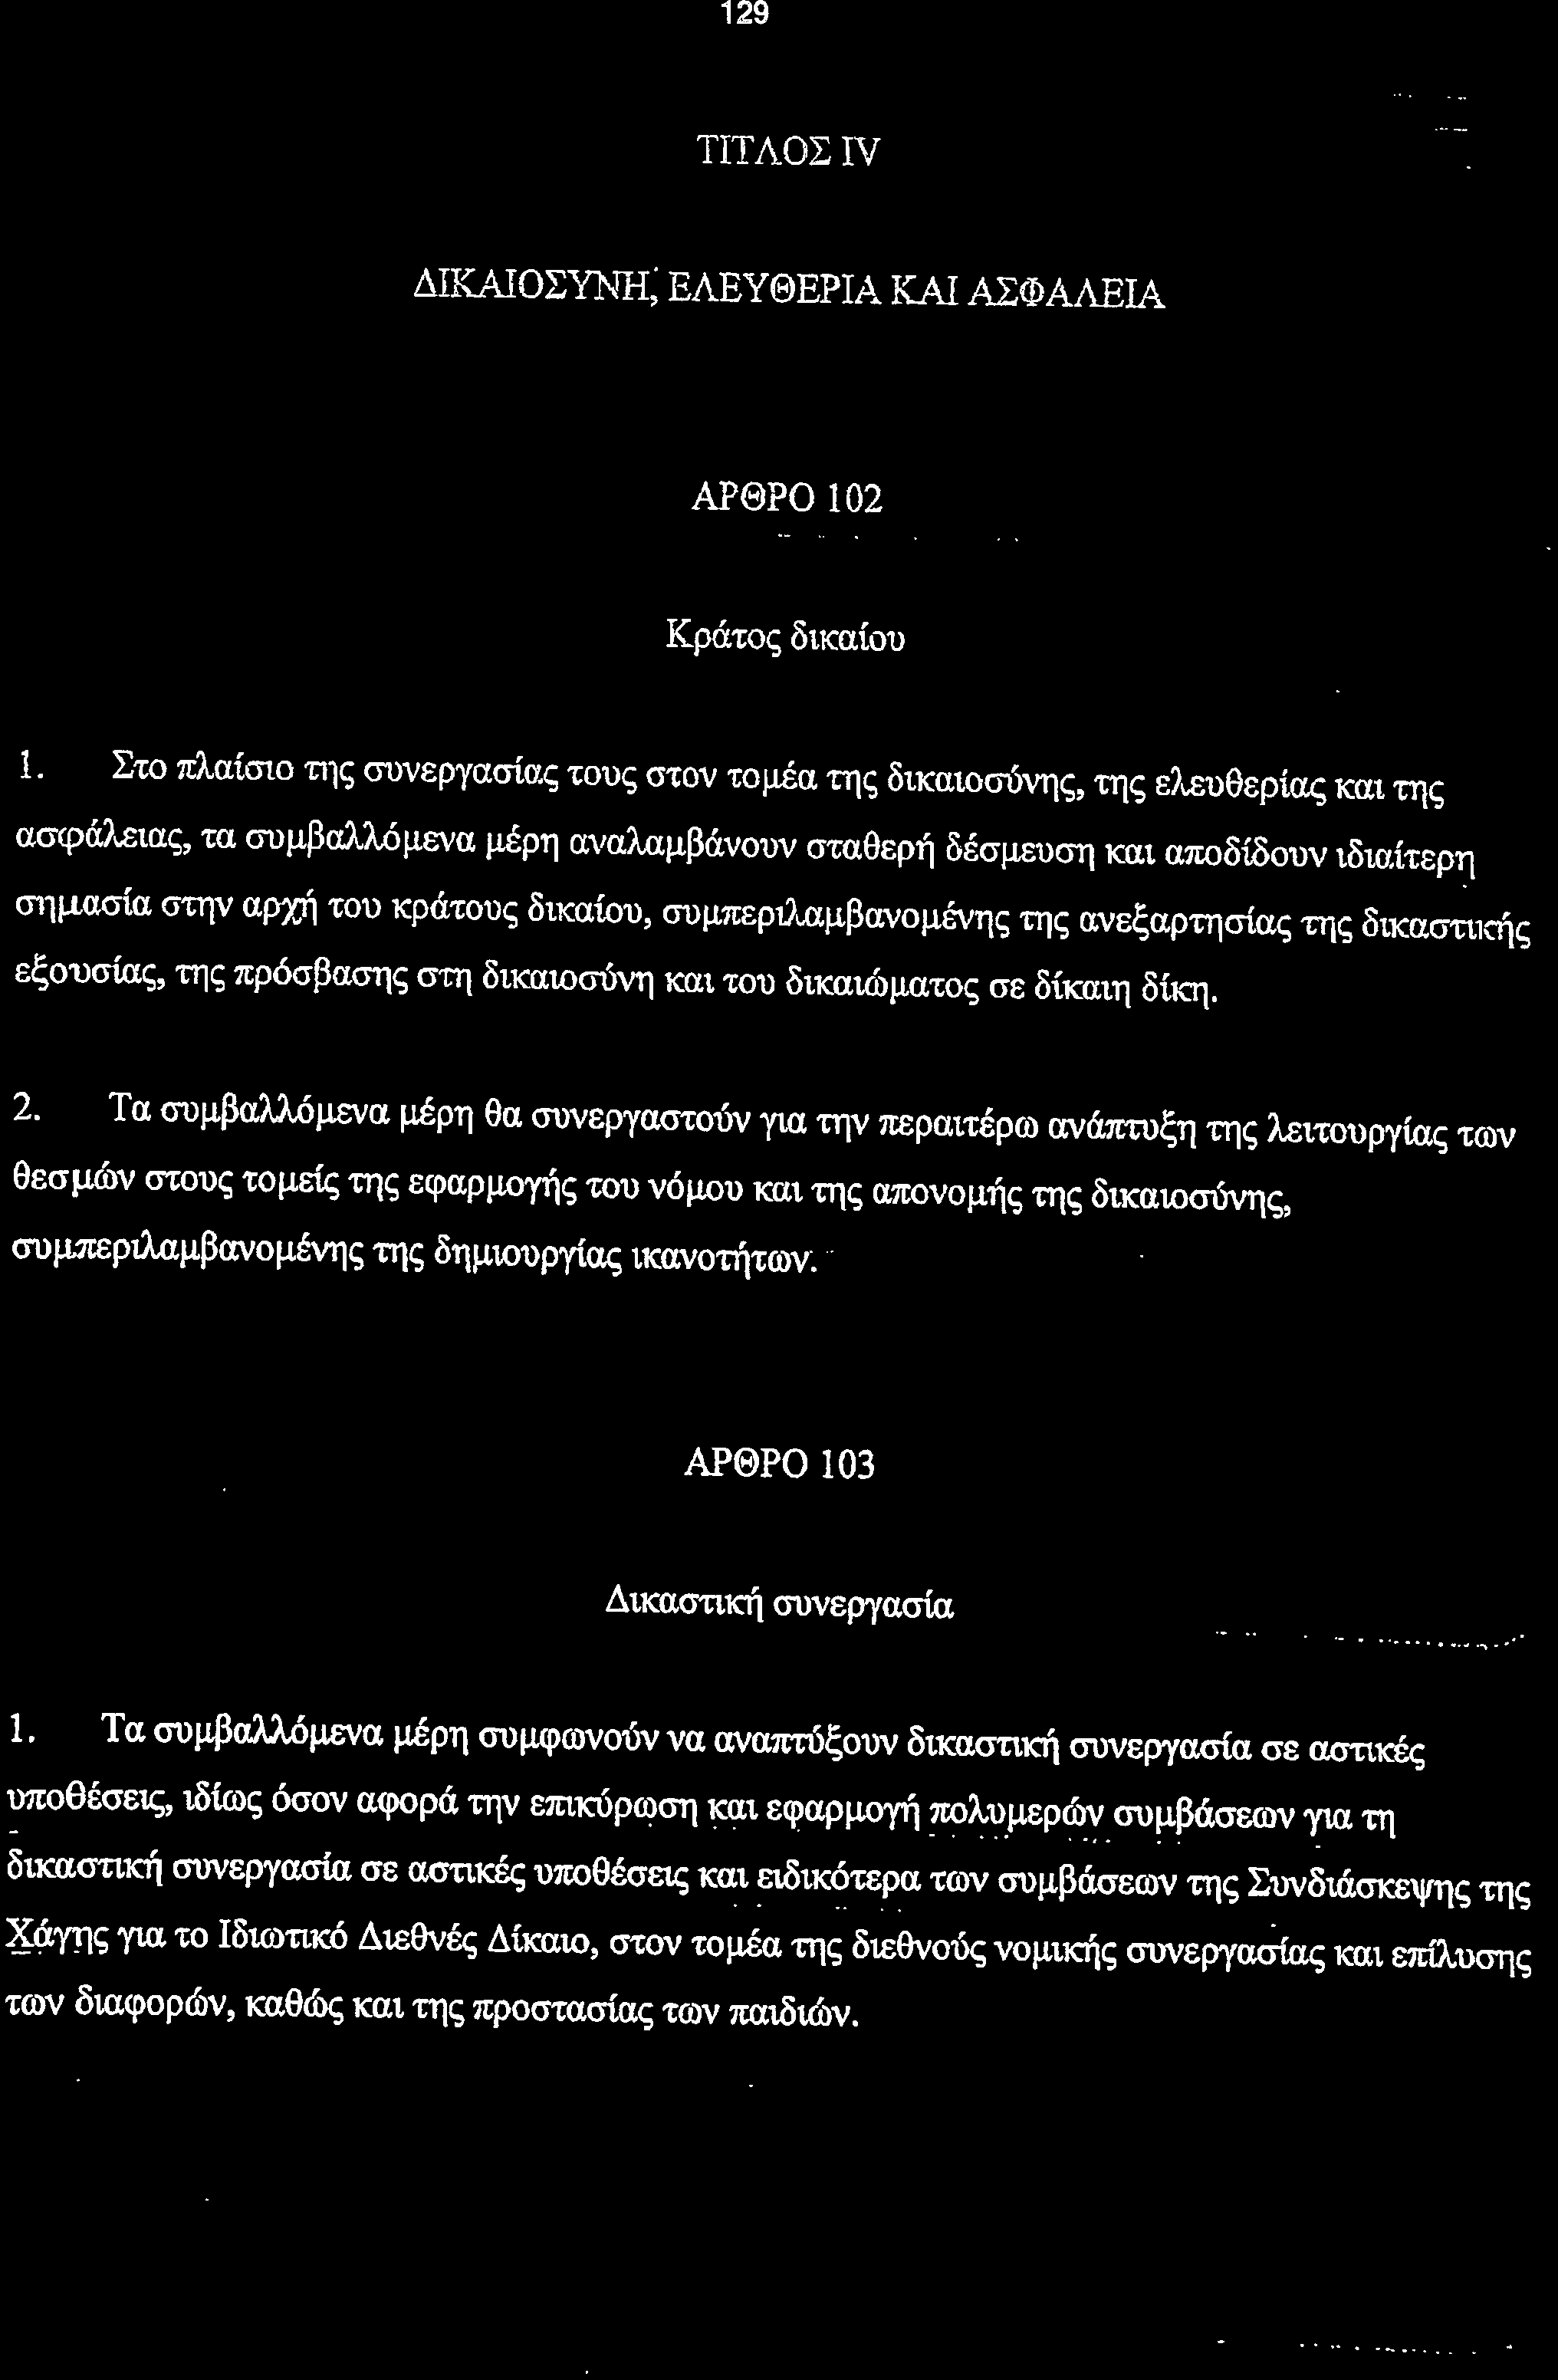 129
ΤΙΤΛΟΣ IV
ΔΙΚΑΙΟΣΥΝΗ, ΕΛΕΥΘΕΡΙΑ ΚΑΙ ΑΣΦΑΛΕΙΑ
ΑΡΘΡΟ 102
Κράτος δικαίου
1. Στο πλαίσιο της συνεργασίας τους στον τομέα της δικαιοσύνης, της ελευθερίας και της
ασφάλειας, τα συμβαλλόμενα μέρη αναλαμβάνουν σταθερή δέσμευση και αποδίδουν ιδιαίτερη
σημασία στην αρχή του κράτους δικαίου, συμπεριλαμβανομένης της ανεξαρτησίας της δικαστικής
εξουσίας, της πρόσβασης στη δικαιοσύνη και του δικαιώματος σε δίκαιη δίκη.
2. Τα συμβαλλόμενα μέρη θα συνεργαστούν για την περαιτέρω ανάπτυξη της λειτουργίας των
θεσμών στους τομείς της εφαρμογής του νόμου και της απονομής της δικαιοσύνης,
συμπεριλαμβανομένης της δημιουργίας ικανοτήτων.
ΑΡΘΡΟ 103
Δικαστική συνεργασία
1. Τα συμβαλλόμενα μέρη συμφωνούν να αναπτύξουν δικαστική συνεργασία σε αστικές
υποθέσεις, ιδίως όσον αφορά την επικύρωση και εφαρμογή πολυμερών συμβάσεων για τη
δικαστική συνεργασία σε αστικές υποθέσεις και ειδικότερα των συμβάσεων της Συνδιάσκεψης της
Χάγης για το Ιδιωτικό Διεθνές Δίκαιο, στον τομέα της διεθνούς νομικής συνεργασίας και επίλυσης
των διαφορών, καθώς και της προστασίας των παιδιών.